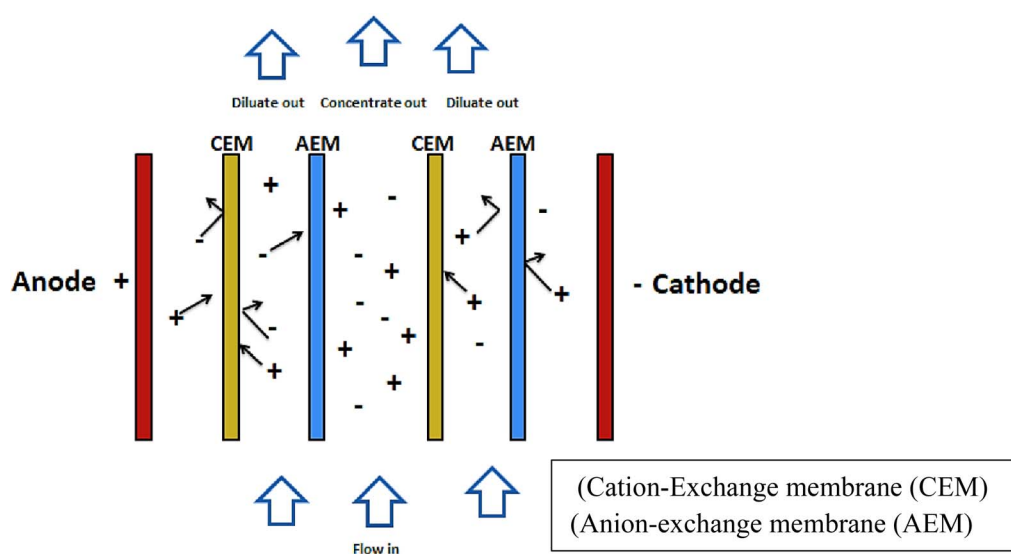 Diluate out Concentrate out Diluate out
CEM AEM CEM AEM
Anode +
- Cathode
Flow in
(Cation-Exchange membrane (CEM)
(Anion-exchange membrane (AEM)